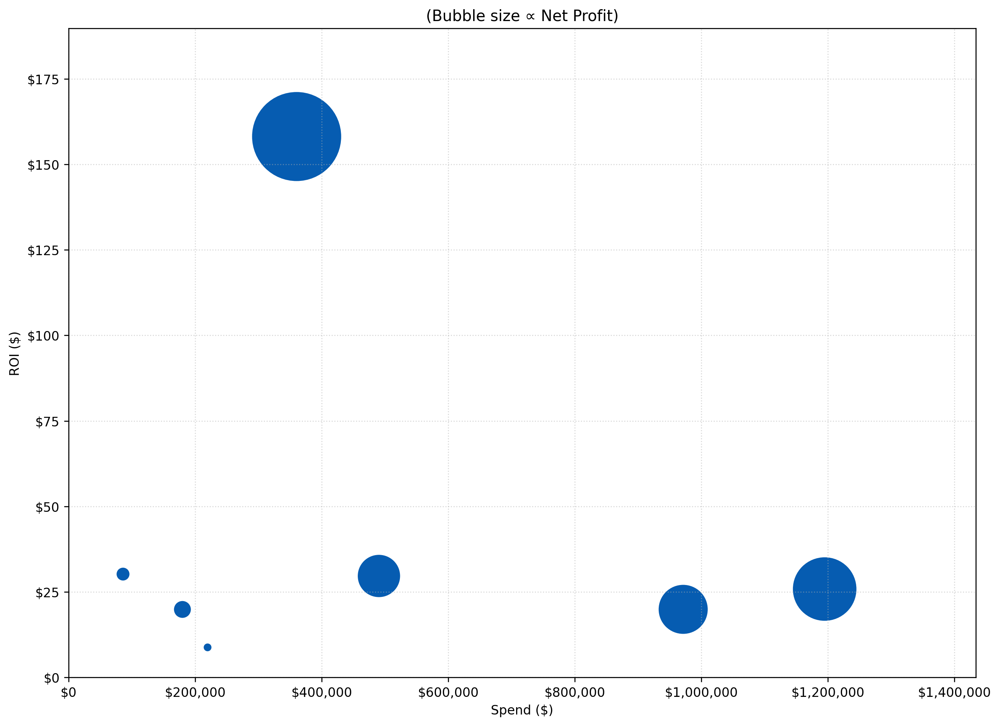 (Bubble size ∝ Net Profit)
ROI ($)
$175
$150
$125
$100
$75
$50
$25
$0
$0 $200,000 $400,000 $600,000 $800,000 $1,000,000 $1,200,000 $1,400,000
Spend ($)